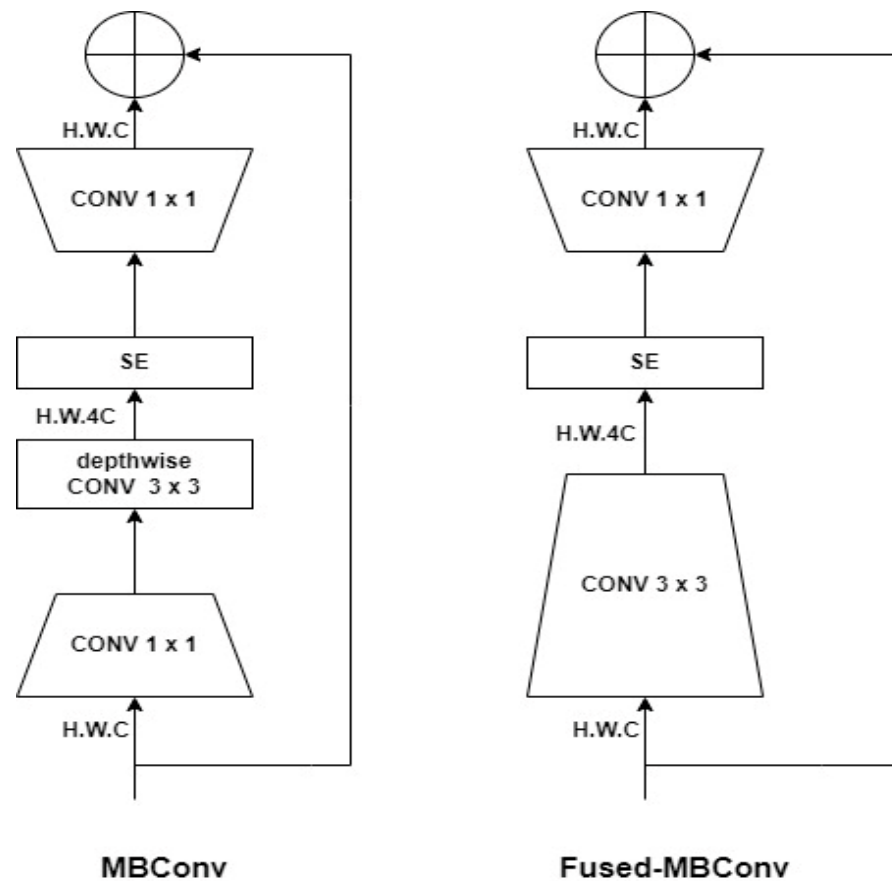 H.W.C
CONV 1 x 1
SE
H.W.4C
depthwise
CONV 3 x 3
CONV 1 x 1
H.W.C
MBConv
H.W.C
CONV 1 x 1
SE
H.W.4C
CONV 3 x 3
H.W.C
Fused-MBConv